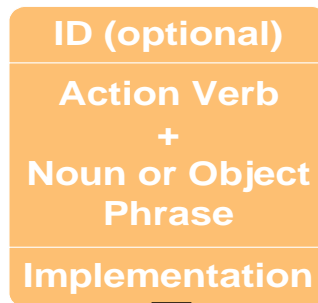 ID (optional)
Action Verb
+
Noun or Object
Phrase
Implementation